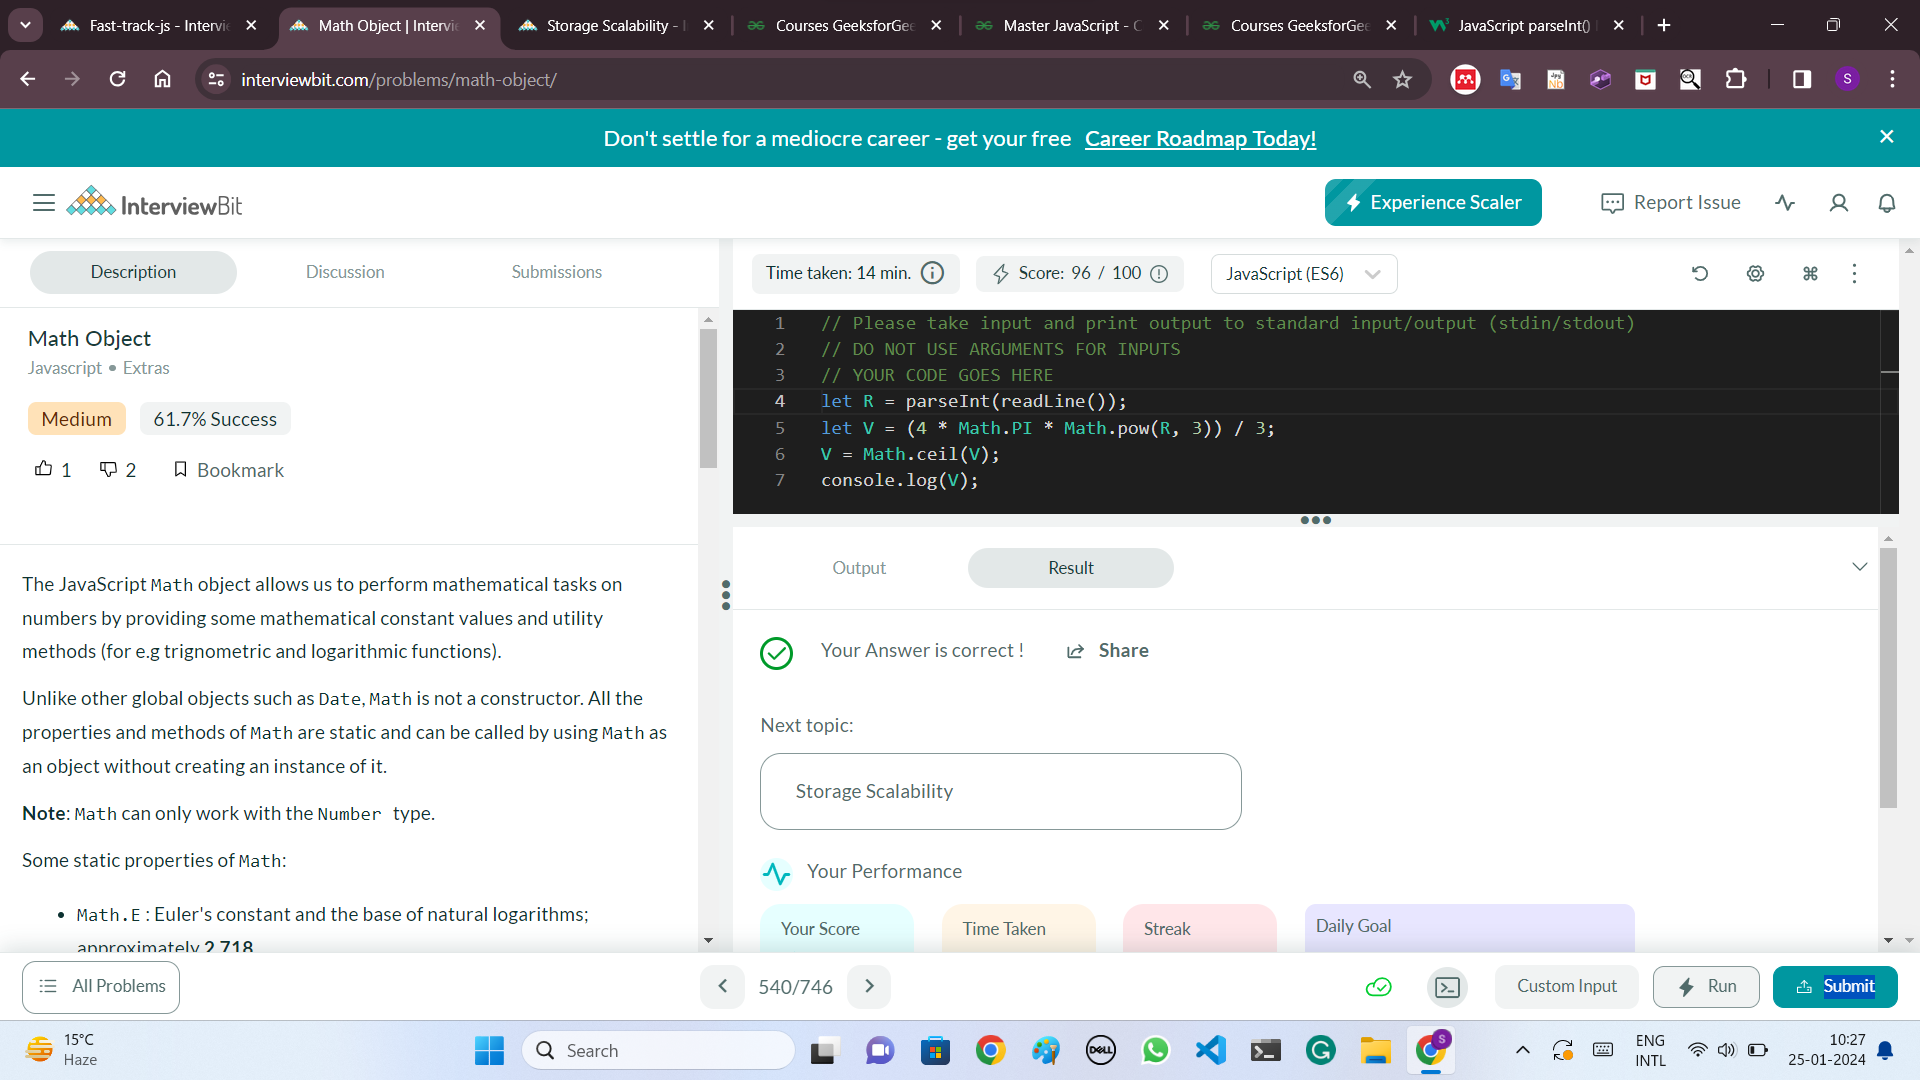 Fast-track-js - Intervie
Math Object | Intervie
Storage Scalability - I
Courses GeeksforGee
Master JavaScript - C
Courses GeeksforGee
JavaScript parseInt()
interviewbit.com/problems/math-object/
S
Don't settle for a mediocre career - get your free Career Roadmap Today!
InterviewBit
Experience Scaler
Report Issue
Description
Discussion
Submissions
Time taken: 14 min.
Score: 96 / 100
JavaScript (ES6)
Math Object
Javascript • Extras
Medium
61.7% Success
1
2
Bookmark
The JavaScript Math object allows us to perform mathematical tasks on
numbers by providing some mathematical constant values and utility
methods (for e.g trignometric and logarithmic functions).
Unlike other global objects such as Date, Math is not a constructor. All the
properties and methods of Math are static and can be called by using Math as
an object without creating an instance of it.
Note: Math can only work with the Number type.
Some static properties of Math:
• Math.E : Euler's constant and the base of natural logarithms;
approximately 2.718
1 // Please take input and print output to standard input/output (stdin/stdout)
2 // DO NOT USE ARGUMENTS FOR INPUTS
3 // YOUR CODE GOES HERE
4 let R = parseInt(readLine());
5 let V = (4 * Math.PI * Math.pow(R, 3)) / 3;
6 V = Math.ceil(V);
7 console.log(V);
Output
Result
Your Answer is correct !
Share
Next topic:
Storage Scalability
Your Performance
Your Score
Time Taken
Streak
Daily Goal
All Problems
540/746
Custom Input
Run
Submit
15°C
Haze
Search
DELL
S
ENG
INTL
10:27
25-01-2024